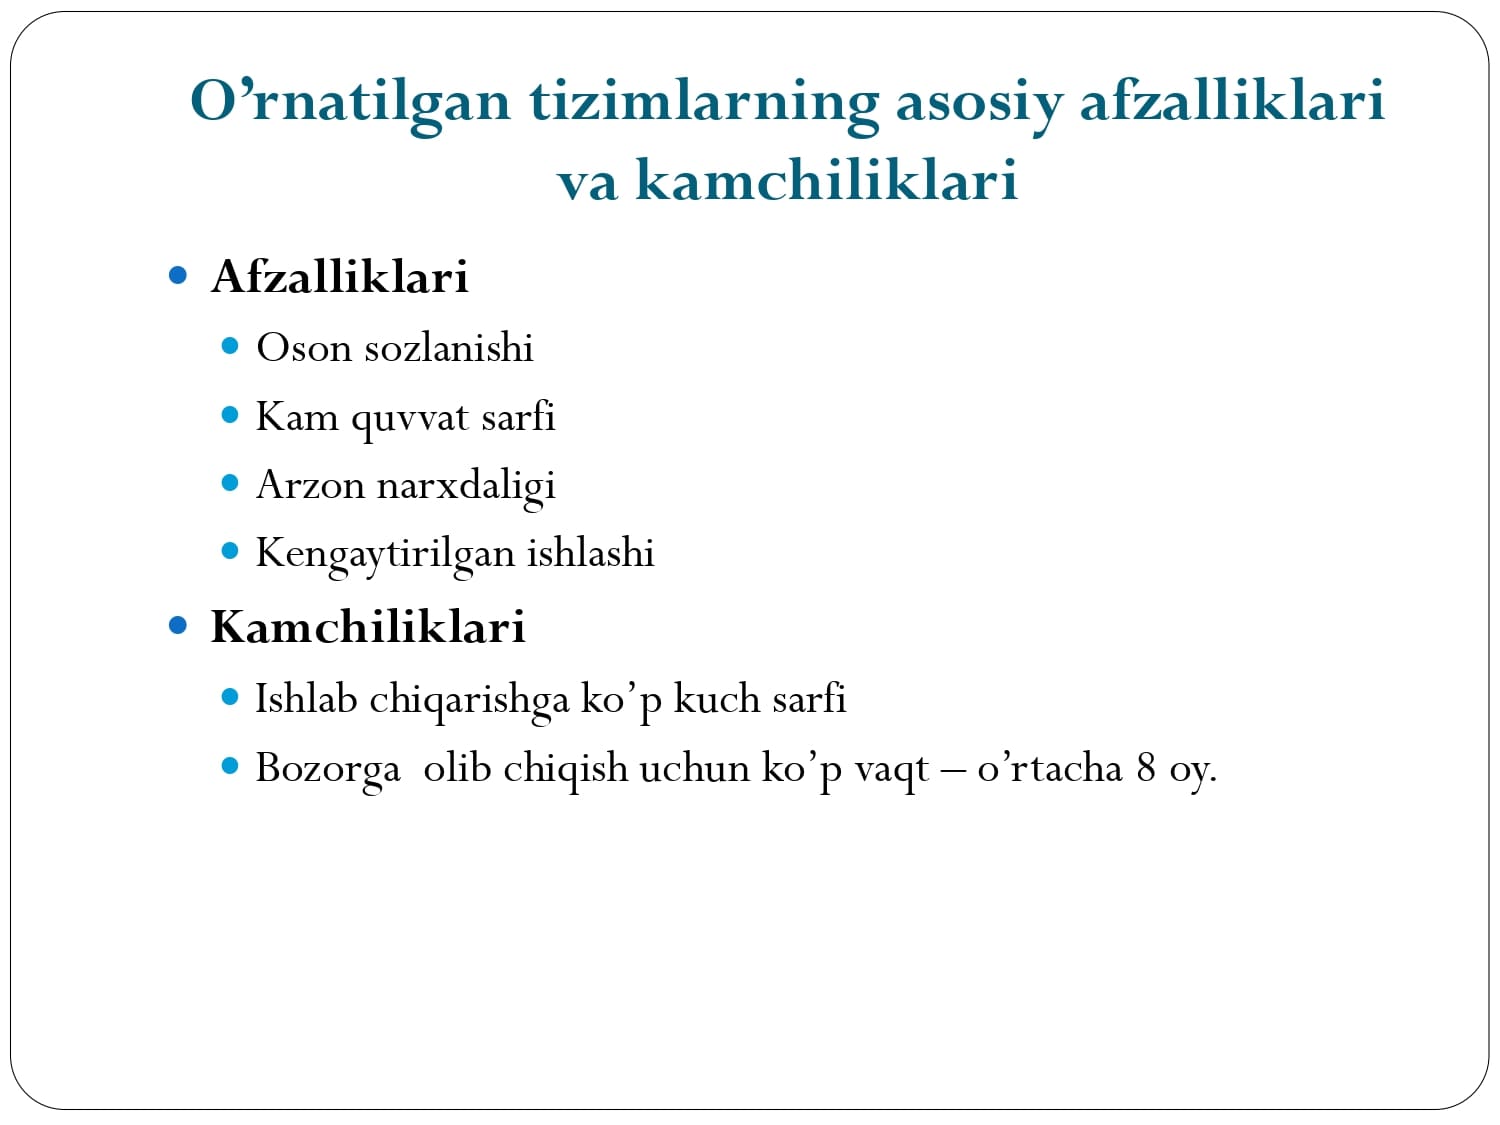 O’rnatilgan tizimlarning asosiy afzalliklari
va kamchiliklari
• Afzalliklari
• Oson sozlanishi
• Kam quvvat sarfi
• Arzon narxdaligi
• Kengaytirilgan ishlashi
• Kamchiliklari
• Ishlab chiqarishga ko’p kuch sarfi
• Bozorga  olib chiqish uchun ko’p vaqt – o’rtacha 8 oy.